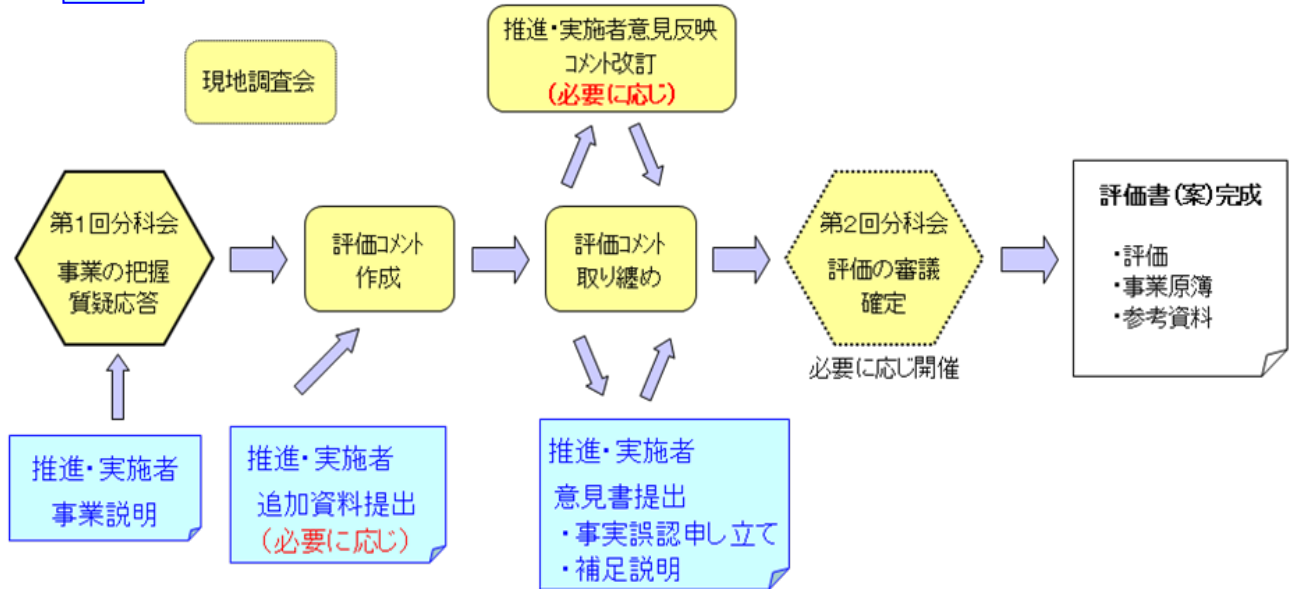 推進・実施者意見反映
コメント改訂
(必要に応じ)
現地調査会
第1回分科会
事業の把握
質疑応答
評価コメント
作成
評価コメント
取り纏め
第2回分科会
評価の審議
確定
必要に応じ開催
評価書(案)完成
・評価
・事業原簿
・参考資料
推進・実施者
事業説明
推進・実施者
追加資料提出
(必要に応じ)
推進・実施者
意見書提出
・事実誤認申し立て
・補足説明